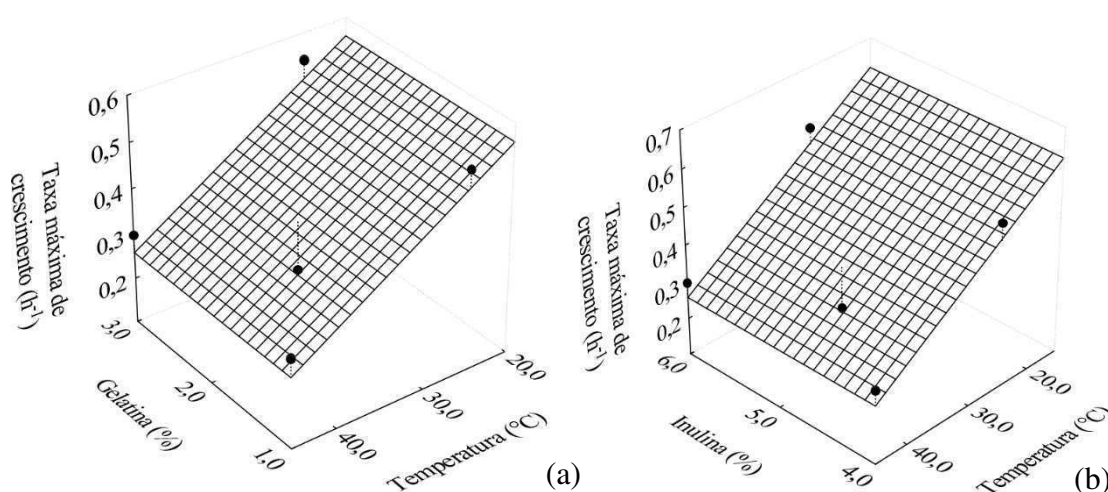 0,6
0,5
0,4
0,3
0,2
Taxa máxima de
crescimento (h⁻¹)
3,0
2,0
1,0
Gelatina (%)
40,0
30,0
20,0
Temperatura (°C)
(a)
0,7
0,6
0,5
0,4
0,3
0,2
Taxa máxima de
crescimento (h⁻¹)
6,0
5,0
4,0
Inulina (%)
40,0
30,0
20,0
Temperatura (°C)
(b)